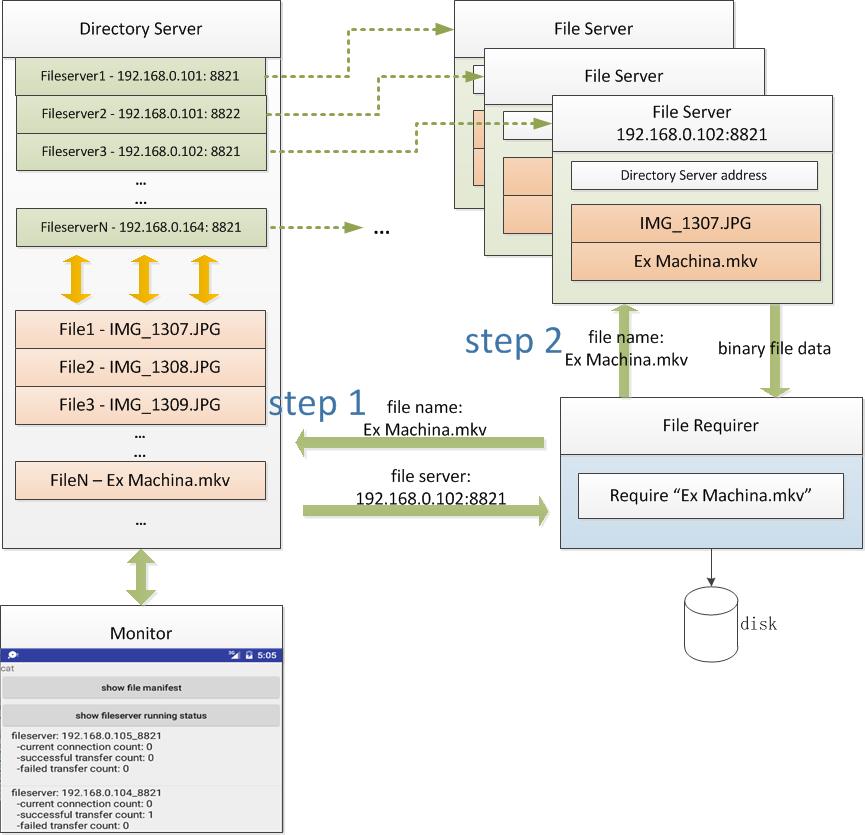 Directory Server
Fileserver1 - 192.168.0.101: 8821
Fileserver2 - 192.168.0.101: 8822
Fileserver3 - 192.168.0.102: 8821
...
...
FileserverN - 192.168.0.164: 8821
File1 - IMG_1307.JPG
File2 - IMG_1308.JPG
File3 - IMG_1309.JPG
...
...
FileN – Ex Machina.mkv
...
File Server
File Server
File Server
192.168.0.102:8821
Directory Server address
IMG_1307.JPG
Ex Machina.mkv
...
step 2
file name:
Ex Machina.mkv
binary file data
step 1
file name:
Ex Machina.mkv
file server:
192.168.0.102:8821
File Requirer
Require “Ex Machina.mkv”
disk
Monitor
3G
5:05
cat
show file manifest
show fileserver running status
fileserver: 192.168.0.105_8821
-current connection count: 0
-successful transfer count: 0
-failed transfer count: 0
fileserver: 192.168.0.104_8821
-current connection count: 0
-successful transfer count: 1
-failed transfer count: 0